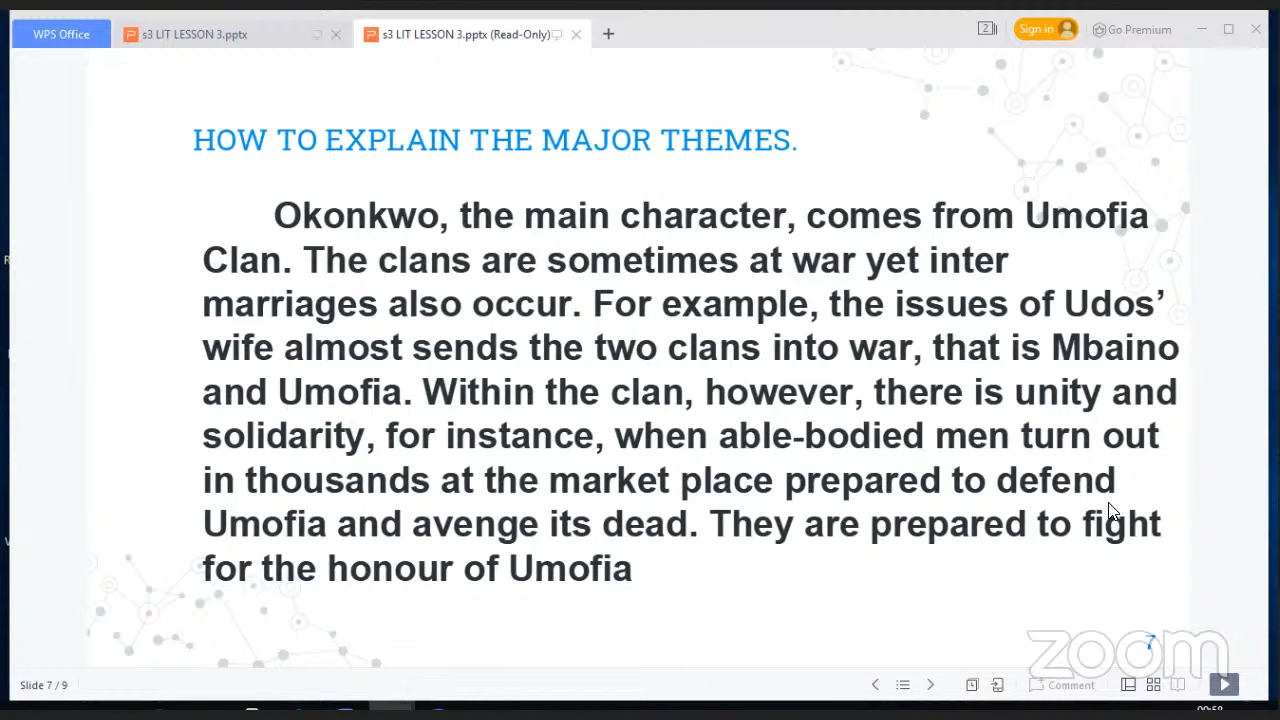 WPS Office
s3 LIT LESSON 3.pptx
s3 LIT LESSON 3.pptx (Read-Only)
2
Sign in
Go Premium
HOW TO EXPLAIN THE MAJOR THEMES.
Okonkwo, the main character, comes from Umofia
Clan. The clans are sometimes at war yet inter
marriages also occur. For example, the issues of Udos’
wife almost sends the two clans into war, that is Mbaino
and Umofia. Within the clan, however, there is unity and
solidarity, for instance, when able-bodied men turn out
in thousands at the market place prepared to defend
Umofia and avenge its dead. They are prepared to fight
for the honour of Umofia
7
zoom
Slide 7 / 9
Comment